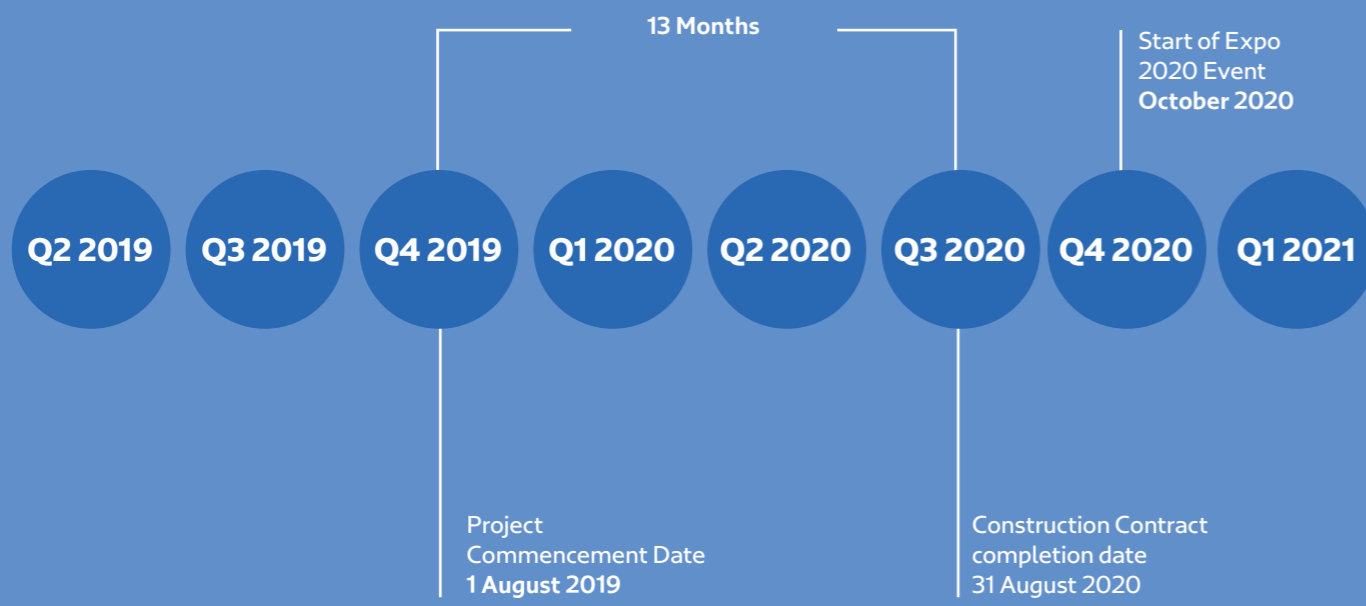 13 Months
Start of Expo
2020 Event
October 2020
Q2 2019
Q3 2019
Q4 2019
Q1 2020
Q2 2020
Q3 2020
Q4 2020
Q1 2021
Project
Commencement Date
1 August 2019
Construction Contract
completion date
31 August 2020